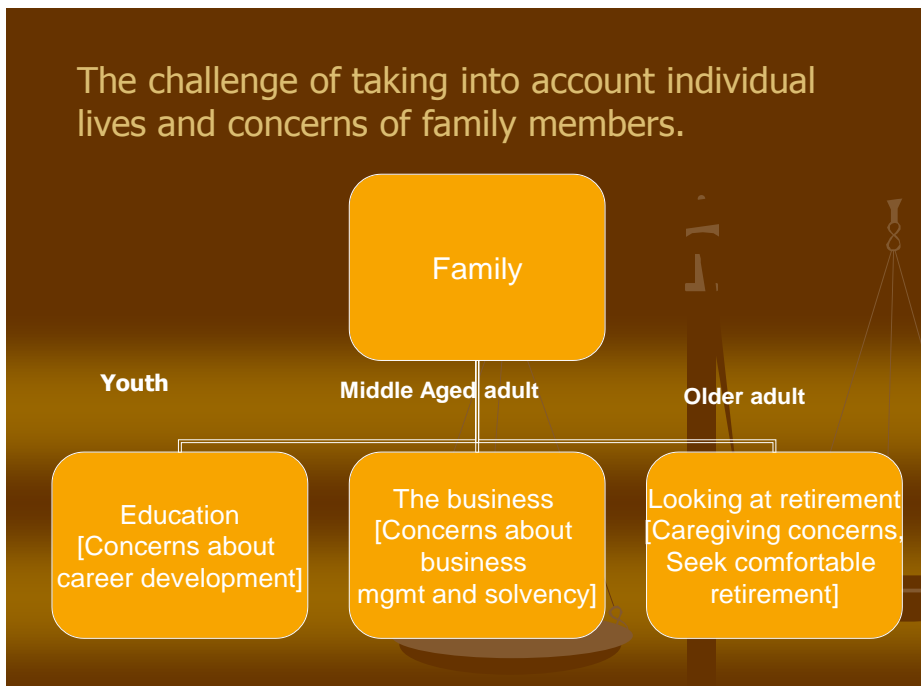 The challenge of taking into account individual
lives and concerns of family members.
Family
Youth
Middle Aged adult
Older adult
Education
[Concerns about
career development]
The business
[Concerns about
business
mgmt and solvency]
Looking at retirement
[Caregiving concerns,
Seek comfortable
retirement]